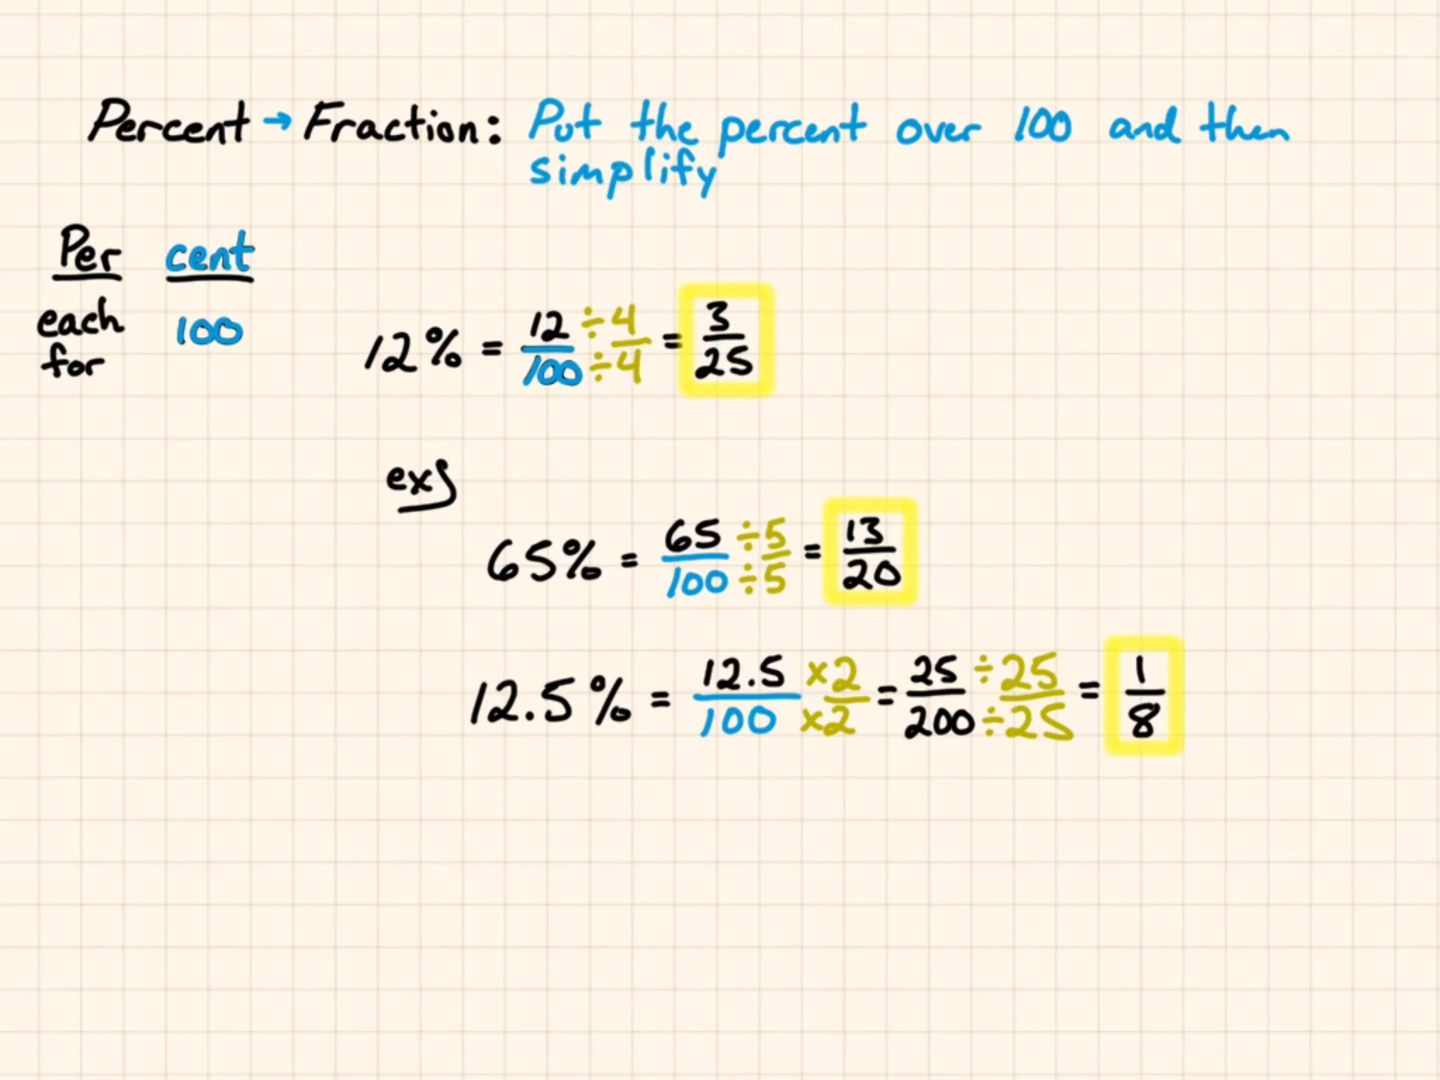 Percent → Fraction: Put the percent over 100 and then
simplify
Per cent
each for 100
12% = 12/100 ÷4/÷4 = 3/25
ex)
65% = 65/100 ÷5/÷5 = 13/20
12.5% = 12.5/100 ×2/×2 = 25/200 ÷25/÷25 = 1/8